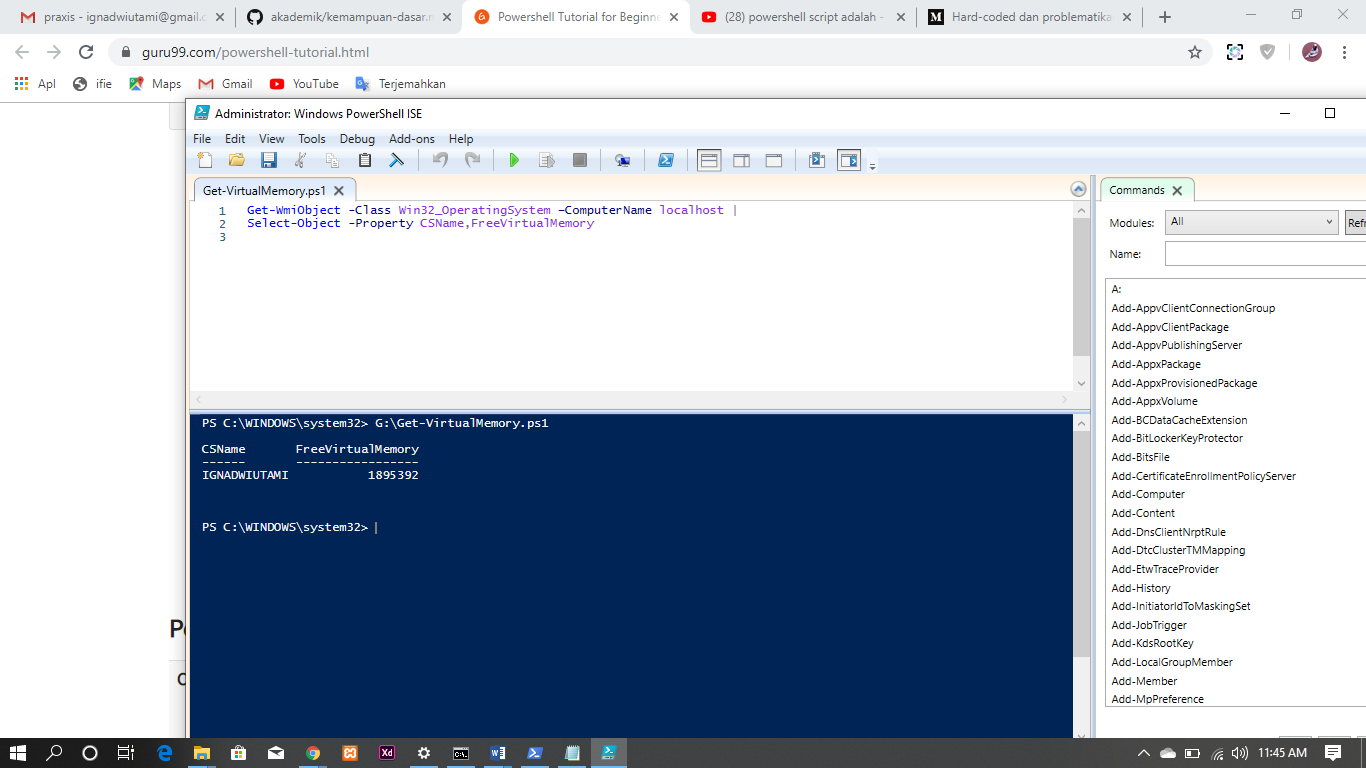 praxis - ignadwiutami@gmail.c
akademik/kemampuan-dasar.r
Powershell Tutorial for Beginne
(28) powershell script adalah -
Hard-coded dan problematika
guru99.com/powershell-tutorial.html
Apl
ifie
Maps
Gmail
YouTube
Terjemahkan
Administrator: Windows PowerShell ISE
File Edit View Tools Debug Add-ons Help
Get-VirtualMemory.ps1
1 Get-WmiObject -Class Win32_OperatingSystem -ComputerName localhost |
2 Select-Object -Property CSName,FreeVirtualMemory
3
PS C:\WINDOWS\system32> G:\Get-VirtualMemory.ps1
CSName FreeVirtualMemory
------ -----------------
IGNADWIUTAMI 1895392
PS C:\WINDOWS\system32>
Commands
Modules: All Refr
Name:
A:
Add-AppvClientConnectionGroup
Add-AppvClientPackage
Add-AppvPublishingServer
Add-AppxPackage
Add-AppxProvisionedPackage
Add-AppxVolume
Add-BCDataCacheExtension
Add-BitLockerKeyProtector
Add-BitsFile
Add-CertificateEnrollmentPolicyServer
Add-Computer
Add-Content
Add-DnsClientNrptRule
Add-DtcClusterTMMapping
Add-EtwTraceProvider
Add-History
Add-InitiatorIdToMaskingSet
Add-JobTrigger
Add-KdsRootKey
Add-LocalGroupMember
Add-Member
Add-MpPreference
Xd
11:45 AM